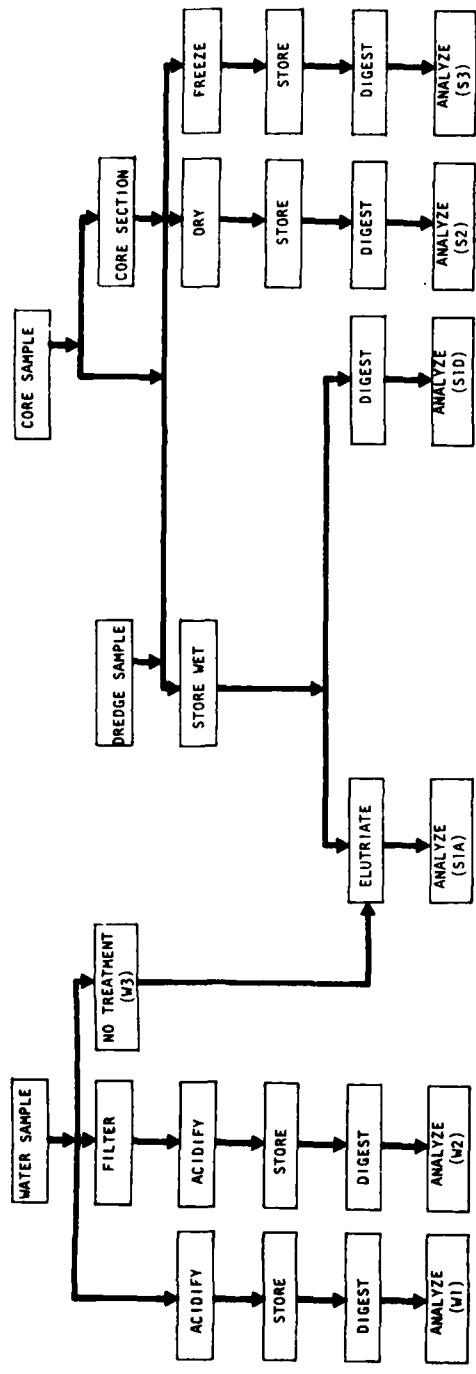 WATER SAMPLE
ACIDIFY
STORE
DIGEST
ANALYZE
(W1)
FILTER
ACIDIFY
STORE
DIGEST
ANALYZE
(W2)
NO TREATMENT
(W3)
ELUTRIATE
ANALYZE
(S1A)
DREDGE SAMPLE
STORE WET
DIGEST
ANALYZE
(S1D)
CORE SAMPLE
CORE SECTION
DRY
STORE
DIGEST
ANALYZE
(S2)
FREEZE
STORE
DIGEST
ANALYZE
(S3)